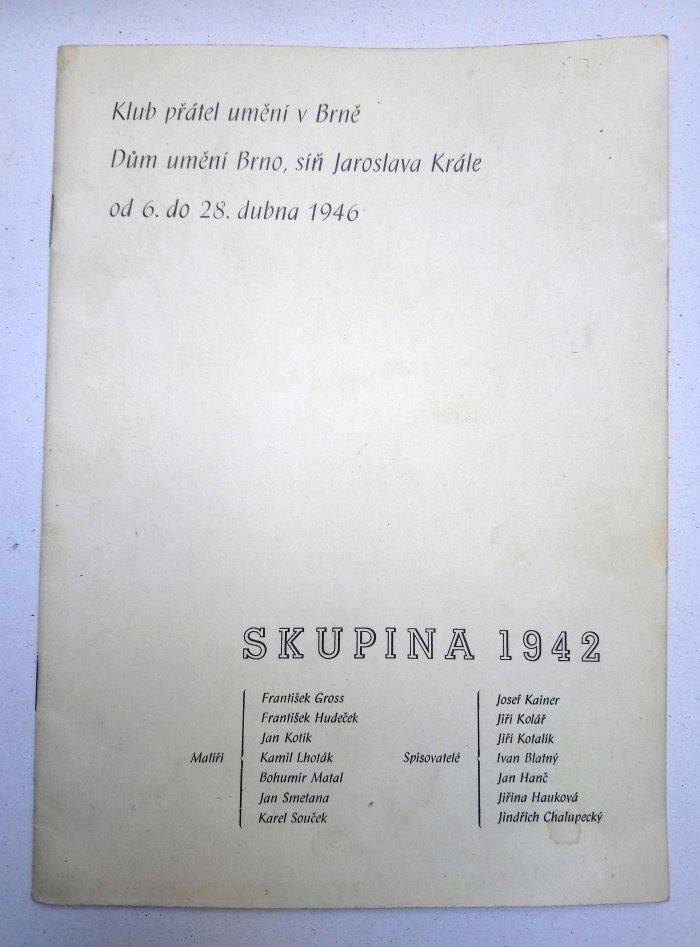 Klub přátel umění v Brně
Dům umění Brno, síň Jaroslava Krále
od 6. do 28. dubna 1946
SKUPINA 1942
Malíři
František Gross
František Hudeček
Jan Kotík
Kamil Lhoták
Bohumír Matal
Jan Smetana
Karel Souček
Spisovatelé
Josef Kainer
Jiří Kolář
Jiří Kotalík
Ivan Blatný
Jan Hanč
Jiřina Hauková
Jindřich Chalupecký